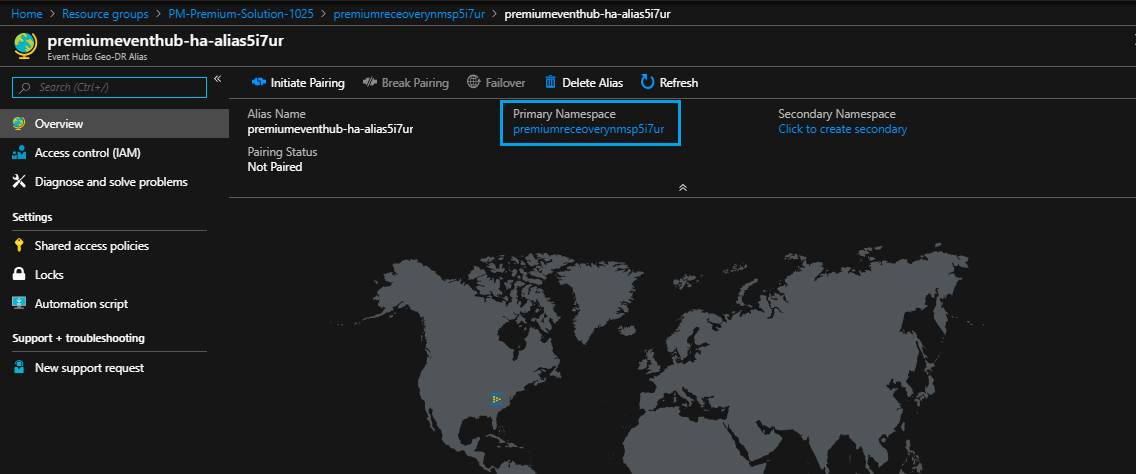 Home > Resource groups > PM-Premium-Solution-1025 > premiumreceoverynmsp5i7ur > premiumeventhub-ha-alias5i7ur
premiumeventhub-ha-alias5i7ur
Event Hubs Geo-DR Alias
Search (Ctrl+/)
«
Initiate Pairing
Break Pairing
Failover
Delete Alias
Refresh
Overview
Access control (IAM)
Diagnose and solve problems
Settings
Shared access policies
Locks
Automation script
Support + troubleshooting
New support request
Alias Name
premiumeventhub-ha-alias5i7ur
Pairing Status
Not Paired
Primary Namespace
premiumreceoverynmsp5i7ur
Secondary Namespace
Click to create secondary